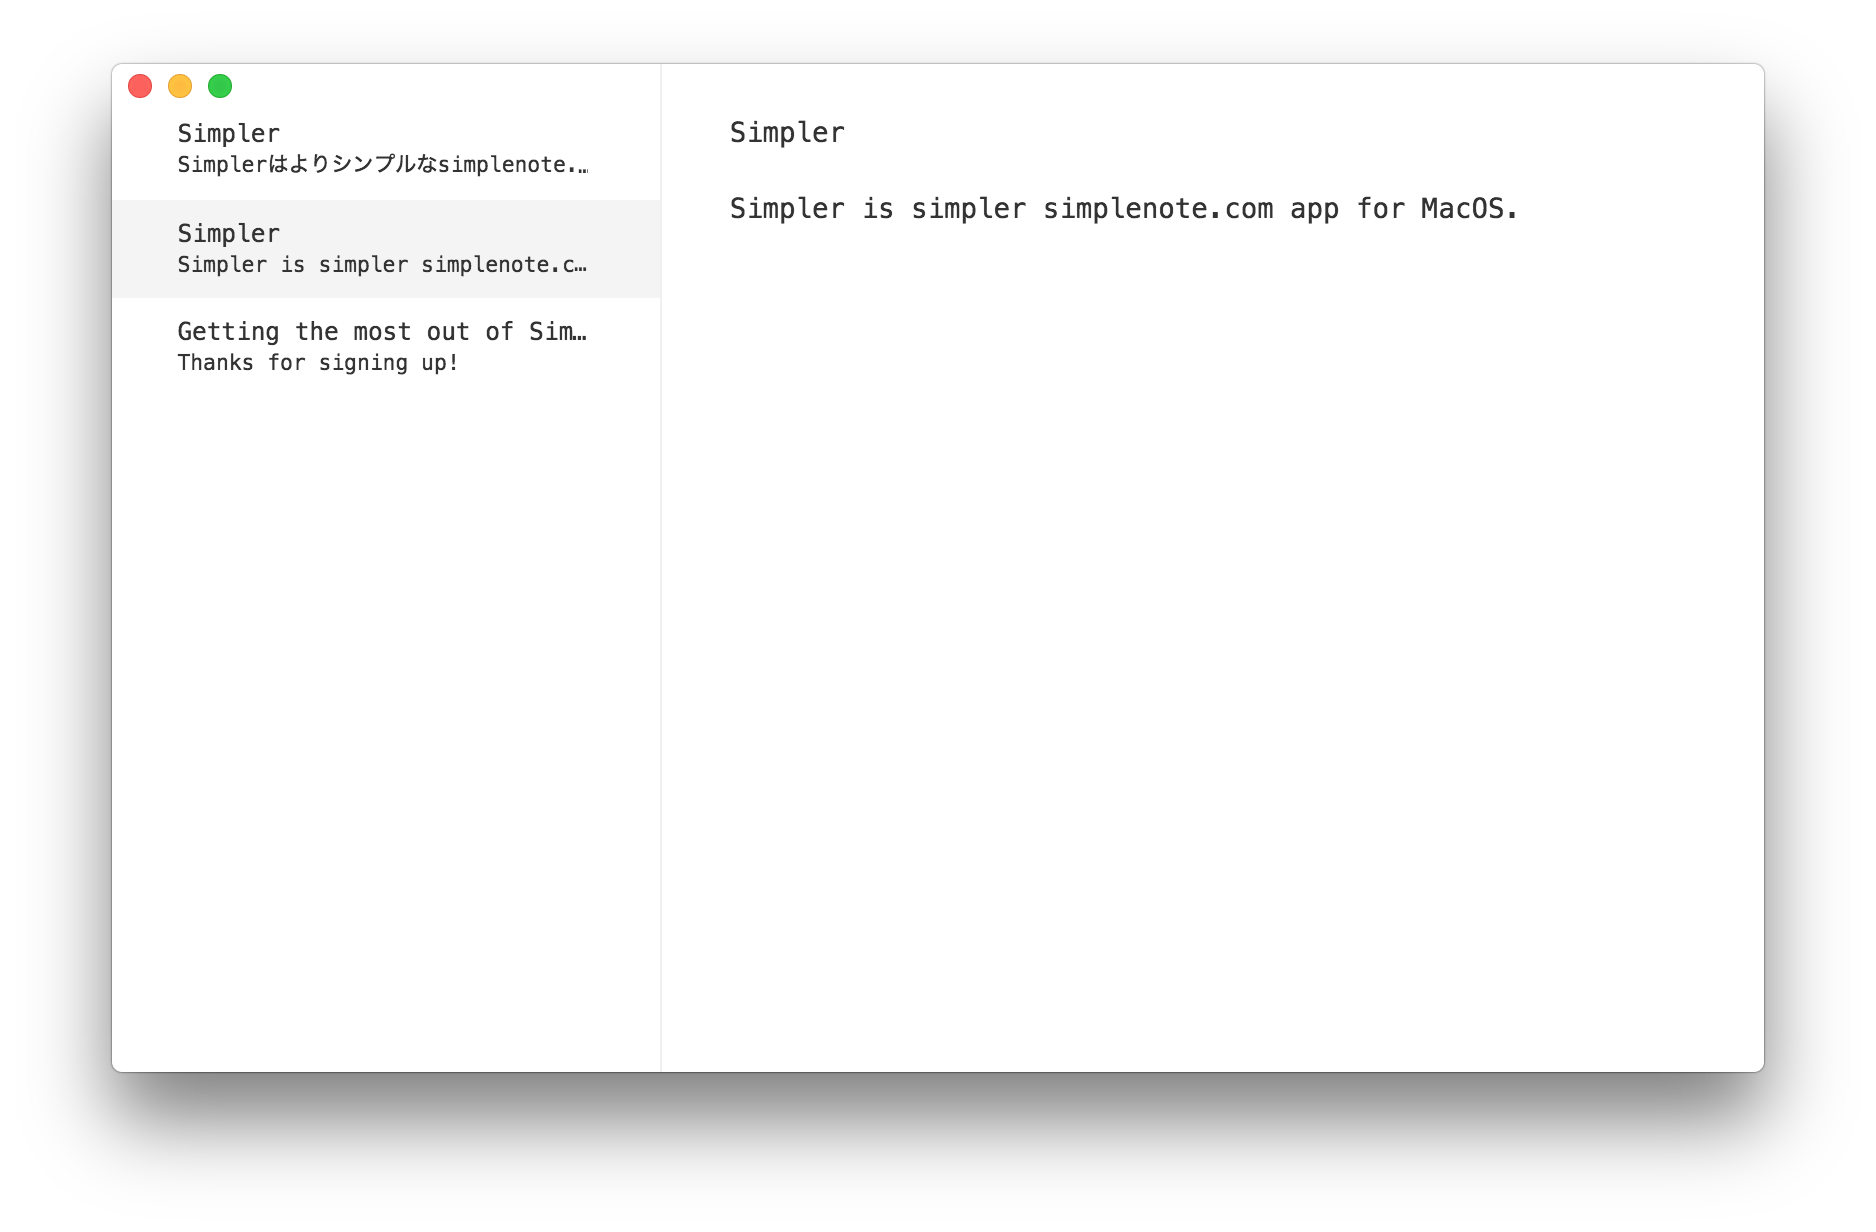 Simpler
Simplerはよりシンプルなsimplenote.…
Simpler
Simpler is simpler simplenote.c…
Getting the most out of Sim…
Thanks for signing up!
Simpler
Simpler is simpler simplenote.com app for MacOS.